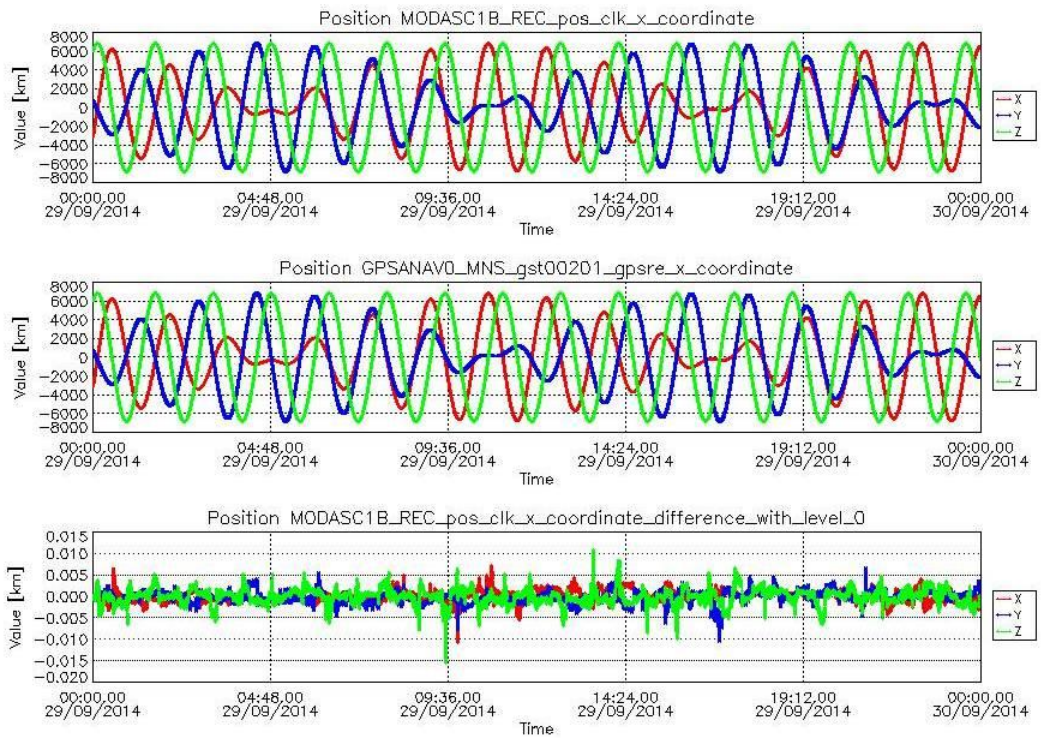 Position MODASC1B_REC_pos_clk_x_coordinate
8000
6000
4000
2000
0
-2000
-4000
-6000
-8000
Value [km]
X
Y
Z
00:00.00 04:48.00 09:36.00 14:24.00 19:12.00 00:00.00
29/09/2014 29/09/2014 29/09/2014 29/09/2014 29/09/2014 30/09/2014
Time
Position GPSANAV0_MNS_gst00201_gpsre_x_coordinate
8000
6000
4000
2000
0
-2000
-4000
-6000
-8000
Value [km]
X
Y
Z
00:00.00 04:48.00 09:36.00 14:24.00 19:12.00 00:00.00
29/09/2014 29/09/2014 29/09/2014 29/09/2014 29/09/2014 30/09/2014
Time
Position MODASC1B_REC_pos_clk_x_coordinate_difference_with_level_0
0.015
0.010
0.005
0.000
-0.005
-0.010
-0.015
-0.020
Value [km]
X
Y
Z
00:00.00 04:48.00 09:36.00 14:24.00 19:12.00 00:00.00
29/09/2014 29/09/2014 29/09/2014 29/09/2014 29/09/2014 30/09/2014
Time